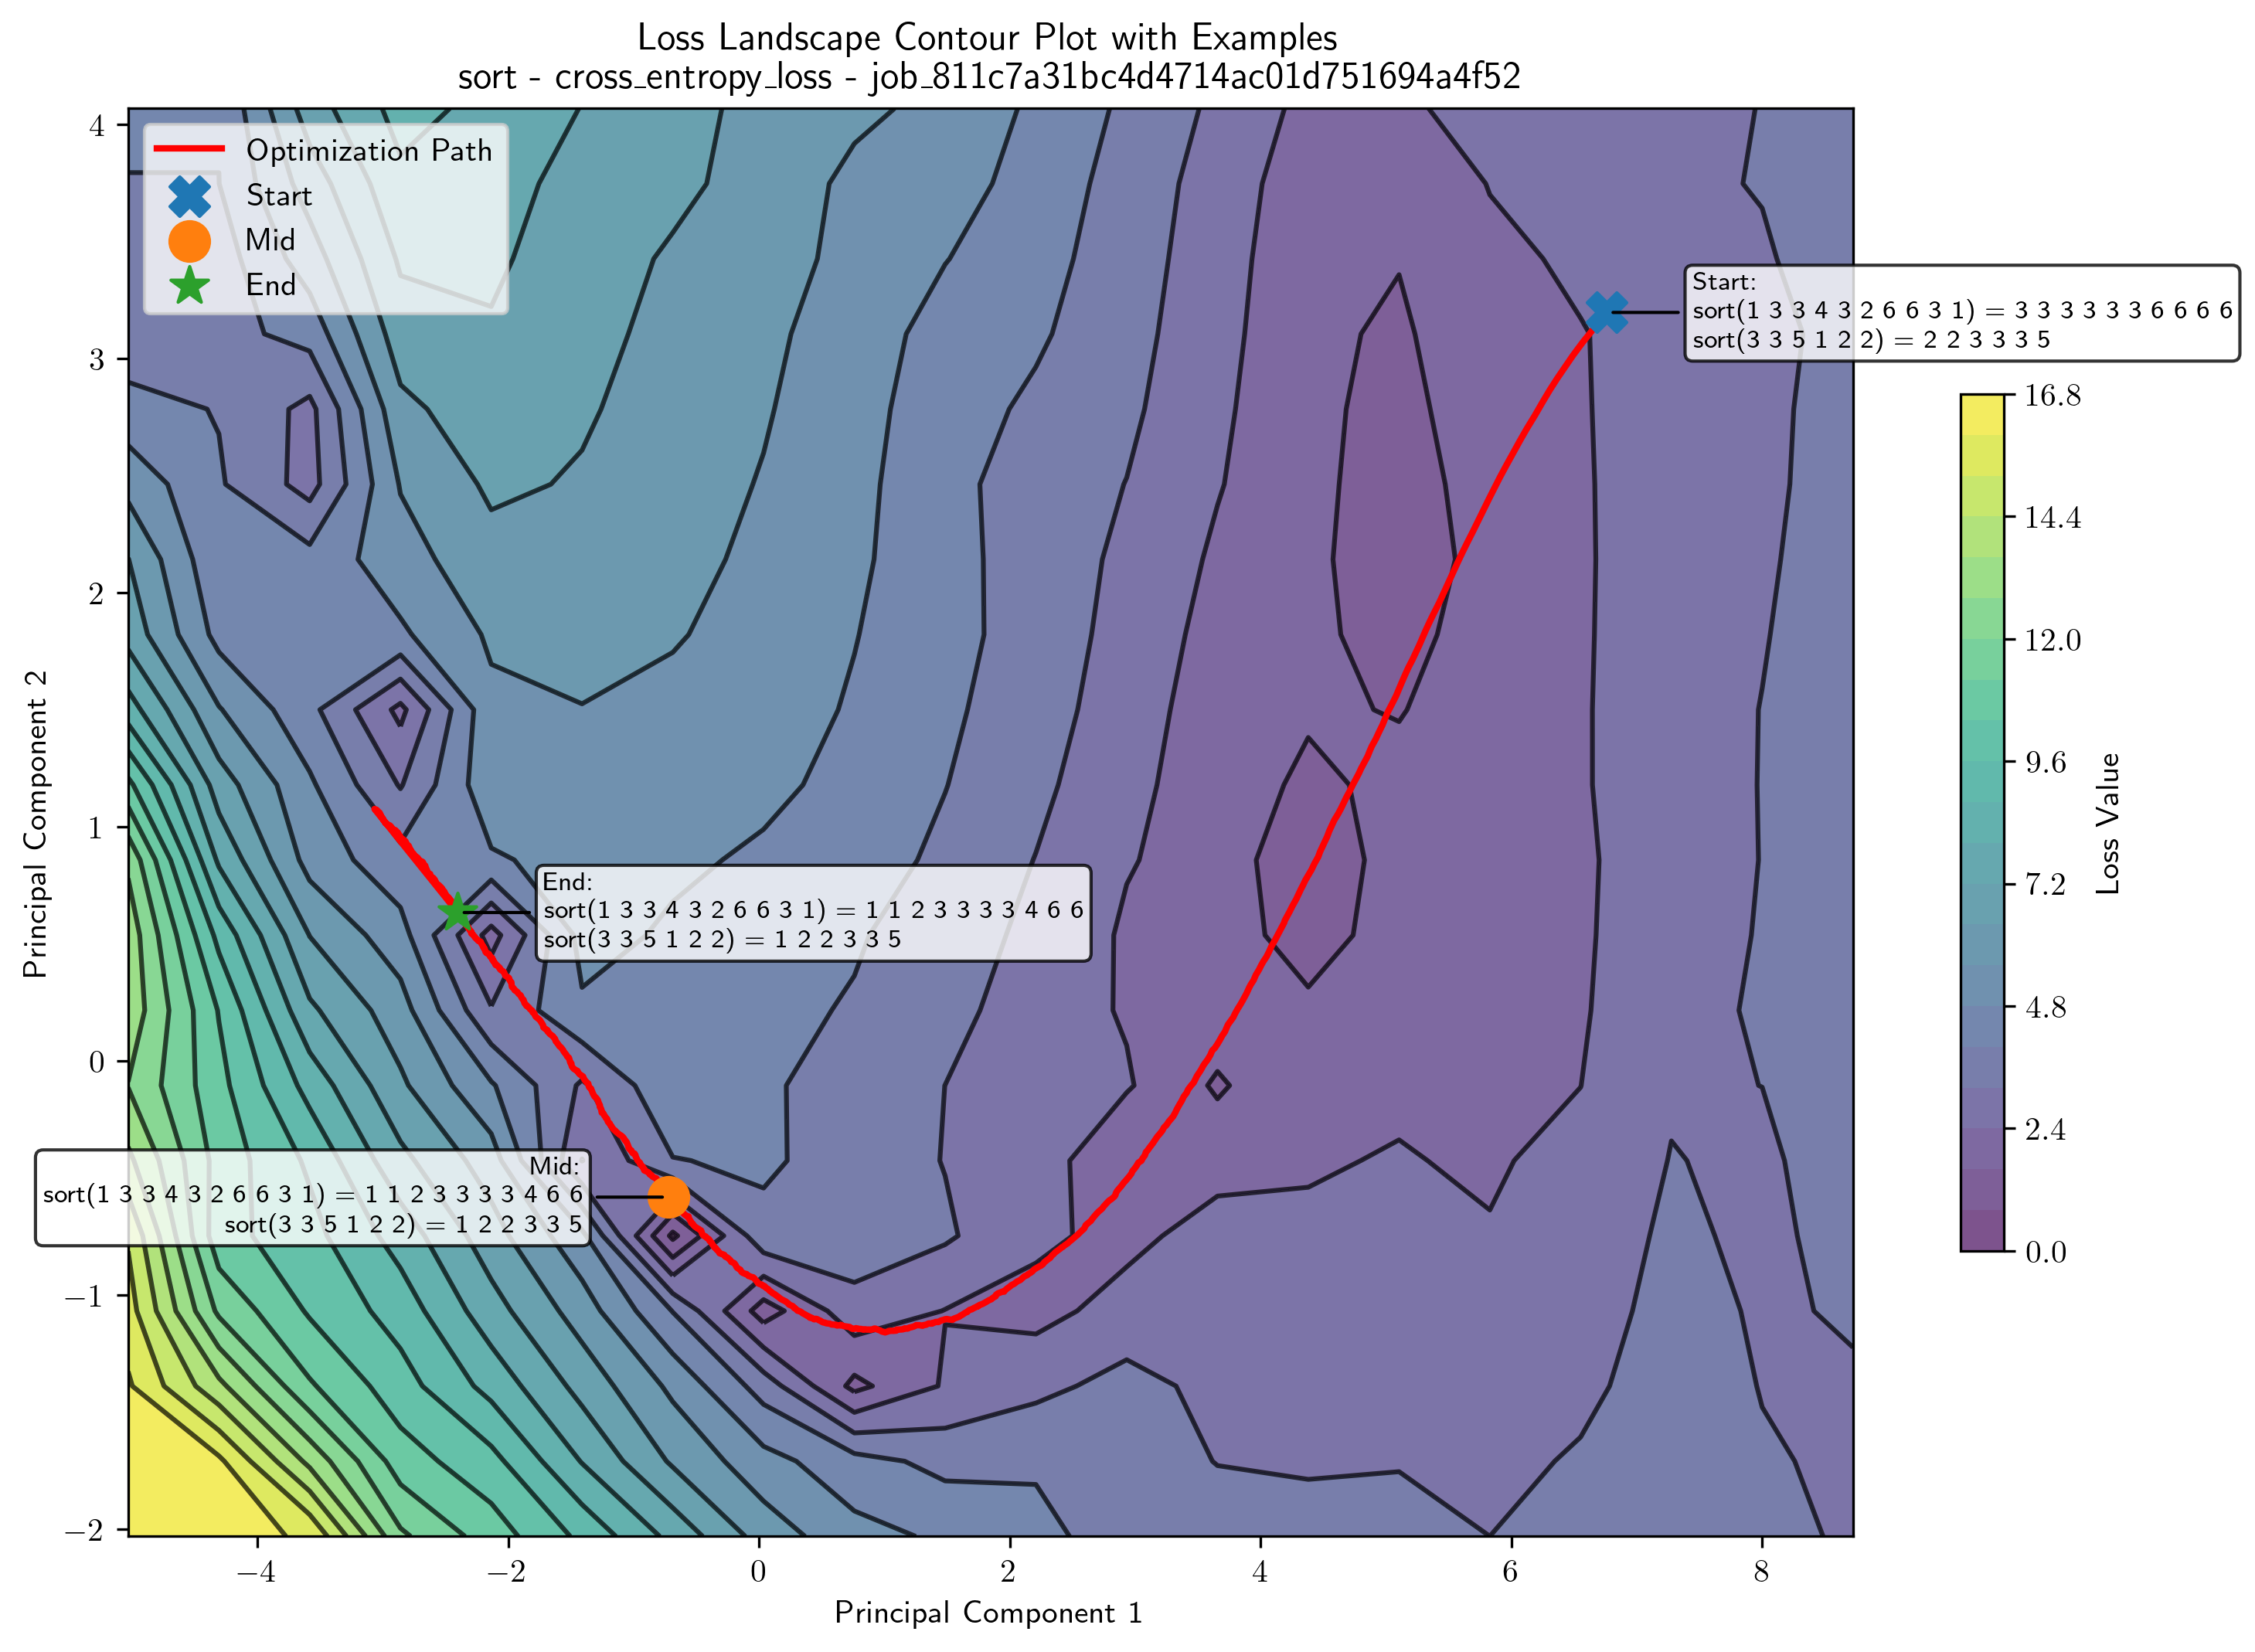 Loss Landscape Contour Plot with Examples
sort - cross_entropy_loss - job_811c7a31bc4d4714ac01d751694a4f52
Optimization Path
Start
Mid
End
Start:
sort(1 3 3 4 3 2 6 6 3 1) = 3 3 3 3 3 3 6 6 6 6
sort(3 3 5 1 2 2) = 2 2 3 3 3 5
End:
sort(1 3 3 4 3 2 6 6 3 1) = 1 1 2 3 3 3 3 4 6 6
sort(3 3 5 1 2 2) = 1 2 2 3 3 5
Mid:
sort(1 3 3 4 3 2 6 6 3 1) = 1 1 2 3 3 3 3 4 6 6
sort(3 3 5 1 2 2) = 1 2 2 3 3 5
4
3
2
1
0
−1
−2
Principal Component 2
−4
−2
0
2
4
6
8
Principal Component 1
16.8
14.4
12.0
9.6
7.2
4.8
2.4
0.0
Loss Value